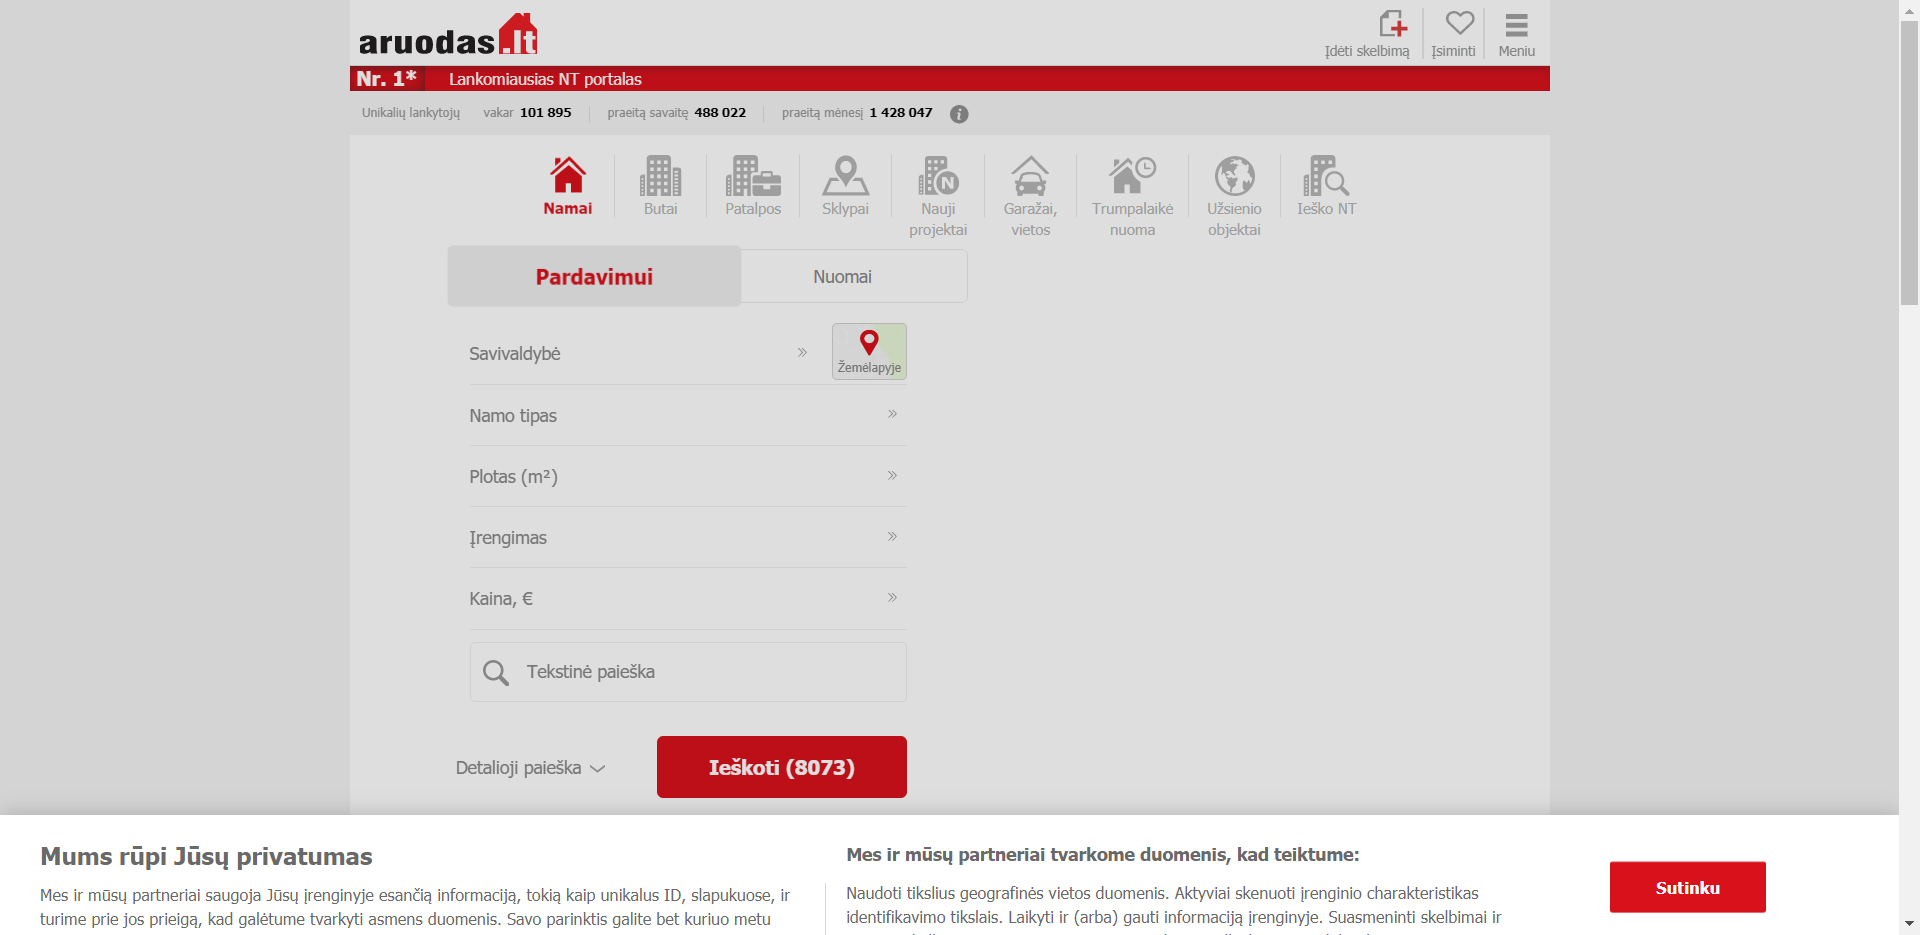 aruodas.lt
Įdėti skelbimą
Įsiminti
Meniu
Nr. 1*
Lankomiausias NT portalas
Unikalių lankytojų vakar 101 895 praeitą savaitę 488 022 praeitą mėnesį 1 428 047
Namai
Butai
Patalpos
Sklypai
Nauji
projektai
Garažai,
vietos
Trumpalaikė
nuoma
Užsienio
objektai
Ieško NT
Pardavimui
Nuomai
Savivaldybė
Žemėlapyje
Namo tipas
Plotas (m²)
Įrengimas
Kaina, €
Tekstinė paieška
Detalioji paieška
Ieškoti (8073)
Mums rūpi Jūsų privatumas
Mes ir mūsų partneriai saugoja Jūsų įrenginyje esančią informaciją, tokią kaip unikalus ID, slapukuose, ir
turime prie jos prieigą, kad galėtume tvarkyti asmens duomenis. Savo parinktis galite bet kuriuo metu
Mes ir mūsų partneriai tvarkome duomenis, kad teiktume:
Naudoti tikslius geografinės vietos duomenis. Aktyviai skenuoti įrenginio charakteristikas
identifikavimo tikslais. Laikyti ir (arba) gauti informaciją įrenginyje. Suasmeninti skelbimai ir
Sutinku